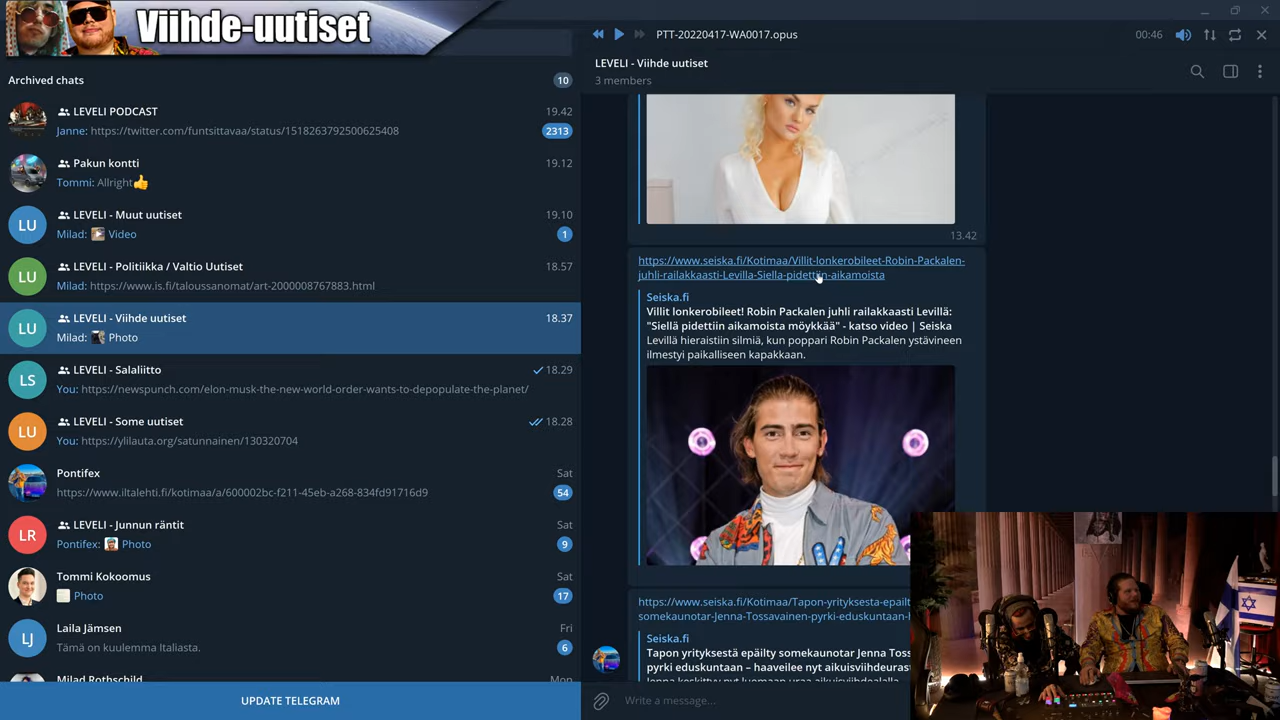 Viihde-uutiset
Archived chats
10
LEVELI PODCAST
19.42
Janne: https://twitter.com/funtsittavaa/status/1518263792500625408
2313
Pakun kontti
19.12
Tommi: Allright👍
LU
LEVELI - Muut uutiset
19.10
Milad: Video
1
LU
LEVELI - Politiikka / Valtio Uutiset
18.57
Milad: https://www.is.fi/taloussanomat/art-2000008767883.html
LU
LEVELI - Viihde uutiset
18.37
Milad: Photo
LS
LEVELI - Salaliitto
18.29
You: https://newspunch.com/elon-musk-the-new-world-order-wants-to-depopulate-the-planet/
LU
LEVELI - Some uutiset
18.28
You: https://ylilauta.org/satunnainen/130320704
Pontifex
Sat
https://www.iltalehti.fi/kotimaa/a/600002bc-f211-45eb-a268-834fd91716d9
54
LR
LEVELI - Junnun räntit
Sat
Pontifex: Photo
9
Tommi Kokoomus
Sat
Photo
17
LJ
Laila Jämsen
Fri
Tämä on kuulemma Italiasta.
6
Milad Rothschild
Mon
UPDATE TELEGRAM
PTT-20220417-WA0017.opus
00:46
LEVELI - Viihde uutiset
3 members
13.42
https://www.seiska.fi/Kotimaa/Villit-lonkerobileet-Robin-Packalen-
juhli-railakkaasti-Levilla-Siella-pidettiin-aikamoista
Seiska.fi
Villit lonkerobileet! Robin Packalen juhli railakkaasti Levillä:
"Siellä pidettiin aikamoista möykkää" - katso video | Seiska
Levillä hieraistiin silmiä, kun poppari Robin Packalen ystävineen
ilmestyi paikalliseen kapakkaan.
https://www.seiska.fi/Kotimaa/Tapon-yrityksesta-epailt
somekaunotar-Jenna-Tossavainen-pyrki-eduskuntaan-
Seiska.fi
Tapon yrityksestä epäilty somekaunotar Jenna Toss
pyrki eduskuntaan – haaveilee nyt aikuisviihdeurast
Write a message...